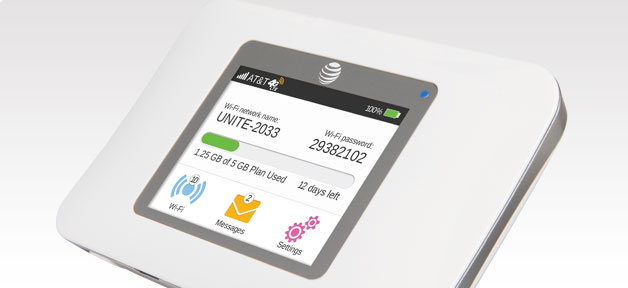 AT&T 4G LTE 100%
Wi-Fi network name: Wi-Fi password:
UNITE-2033 29382102
1.25 GB of 5 GB Plan Used 12 days left
10 2
Wi-Fi Messages Settings